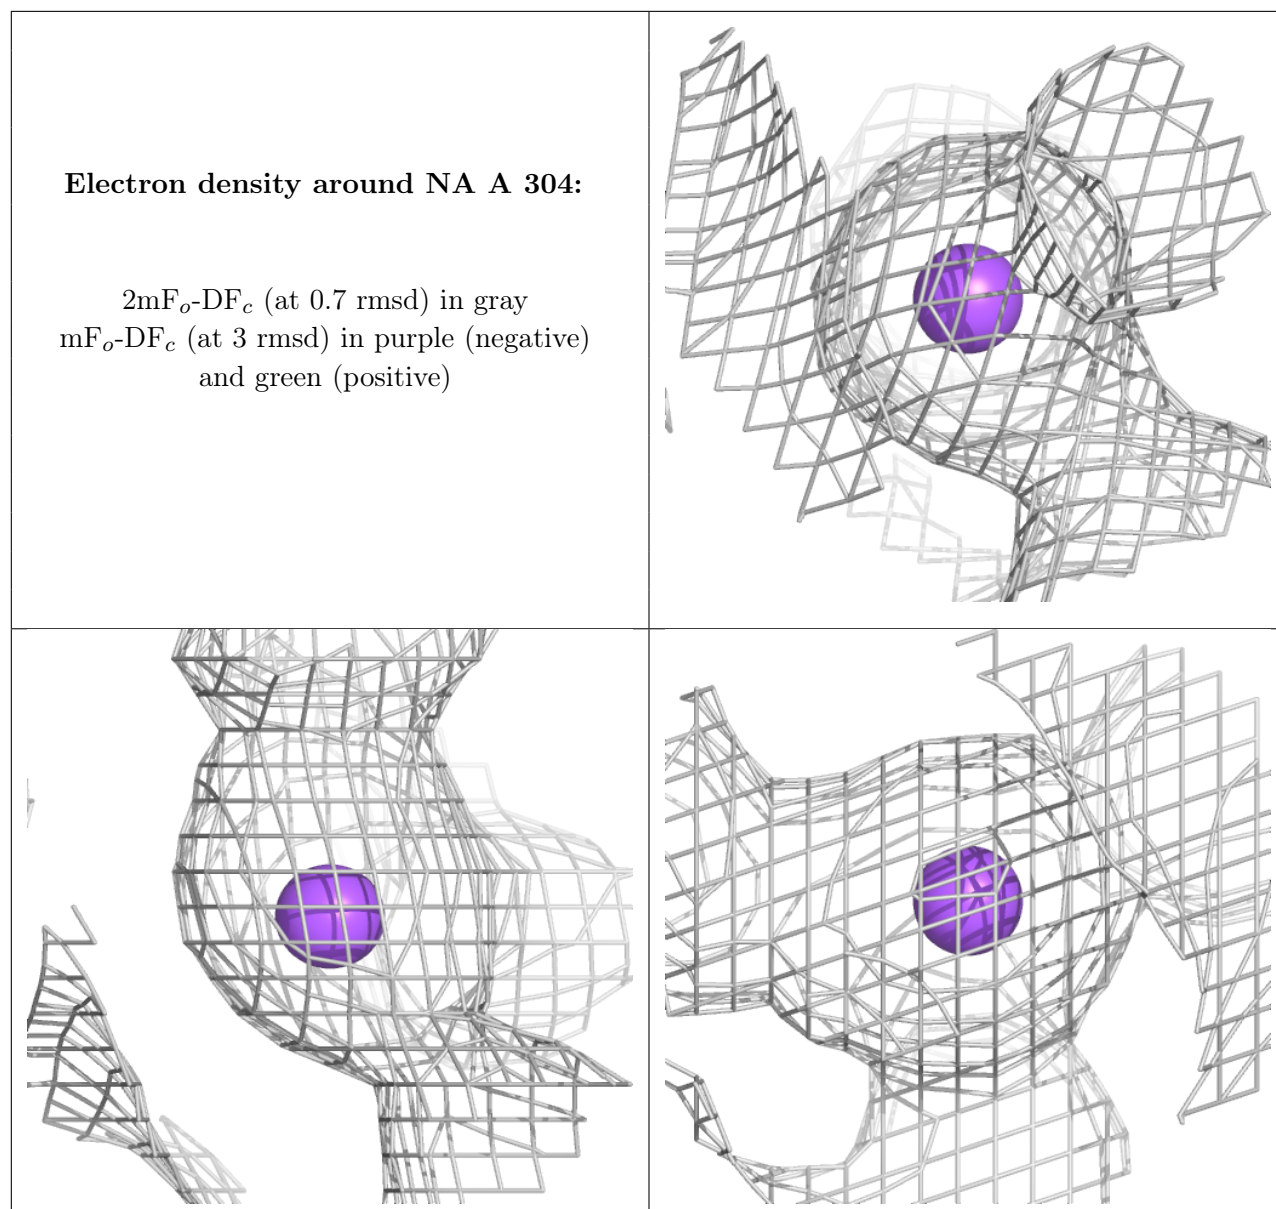 Electron density around NA A 304:
2mFₒ-DF𝑐 (at 0.7 rmsd) in gray
mFₒ-DF𝑐 (at 3 rmsd) in purple (negative)
and green (positive)